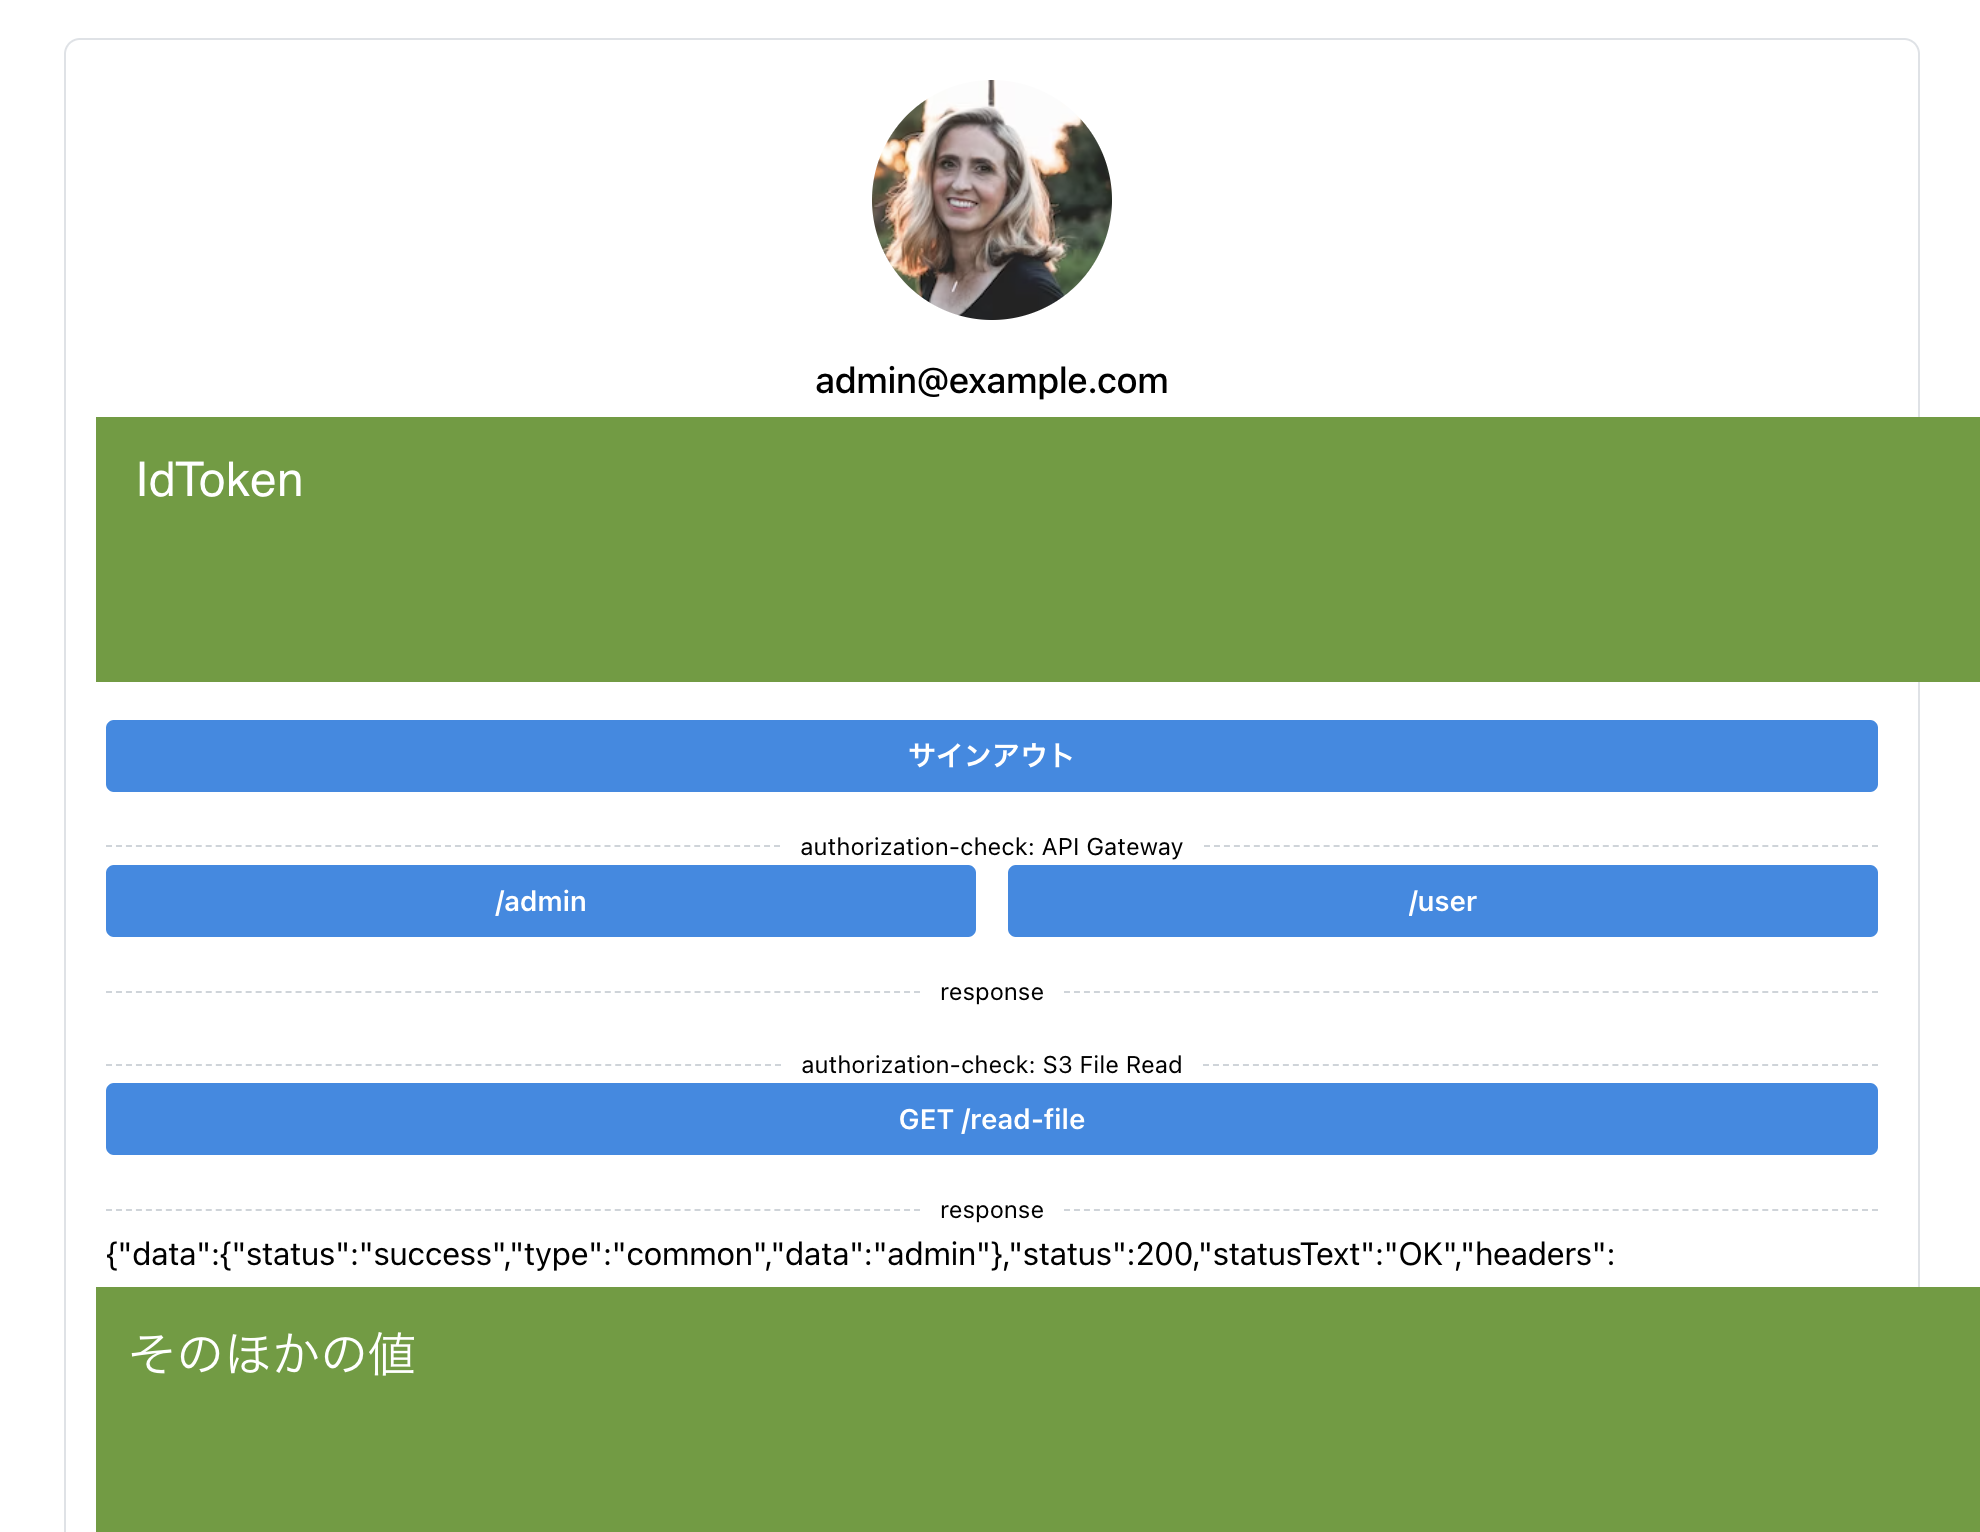 admin@example.com
IdToken
サインアウト
authorization-check: API Gateway
/admin
/user
response
authorization-check: S3 File Read
GET /read-file
response
{"data":{"status":"success","type":"common","data":"admin"},"status":200,"statusText":"OK","headers":
そのほかの値